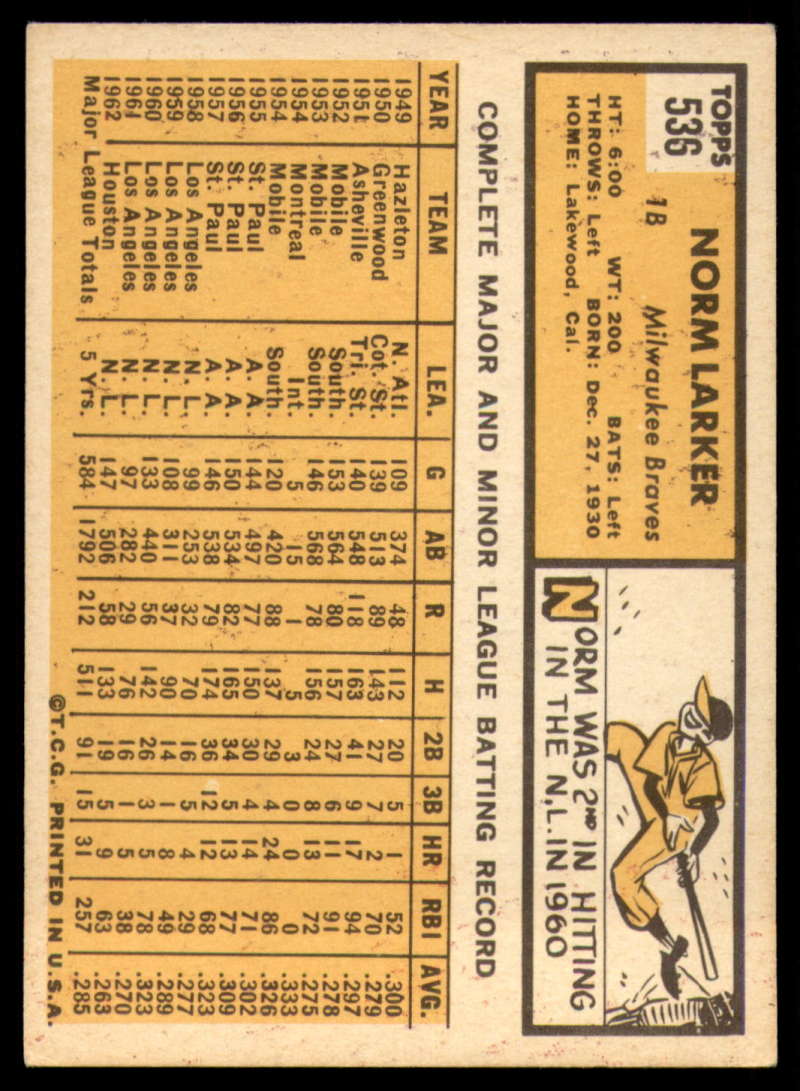 TOPPS
536
NORM LARKER
1B Milwaukee Braves
HT: 6:00 WT: 200 BATS: Left
THROWS: Left BORN: Dec. 27, 1930
HOME: Lakewood, Cal.
NORM WAS 2ND IN HITTING
IN THE N.L. IN 1960
COMPLETE MAJOR AND MINOR LEAGUE BATTING RECORD
YEAR TEAM LEA. G AB R H 2B 3B HR RBI AVG.
1949 Hazleton N. Atl. 109 374 48 112 20 5 1 52 .300
1950 Greenwood Cot. St. 139 513 89 143 27 7 2 70 .279
1951 Asheville Tri. St. 140 548 118 163 41 9 17 94 .297
1952 Mobile South. 153 564 80 157 27 6 11 91 .278
1953 Mobile South. 146 568 78 156 24 8 13 72 .275
1954 Montreal Int. 5 15 1 5 3 0 0 0 .333
1954 Mobile South. 120 420 88 137 29 4 24 86 .326
1955 St. Paul A. A. 144 497 77 150 30 4 14 71 .302
1956 St. Paul A. A. 150 534 82 165 34 5 13 77 .309
1957 St. Paul A. A. 146 538 79 174 36 12 12 68 .323
1958 Los Angeles N. L. 99 253 32 70 16 5 4 29 .277
1959 Los Angeles N. L. 108 311 37 90 14 1 8 49 .289
1960 Los Angeles N. L. 133 440 56 142 26 3 5 78 .323
1961 Los Angeles N. L. 97 282 29 76 16 1 5 38 .270
1962 Houston N. L. 147 506 58 133 19 5 9 63 .263
Major League Totals 5 Yrs. 584 1792 212 511 91 15 31 257 .285
©T.C.G. PRINTED IN U.S.A.